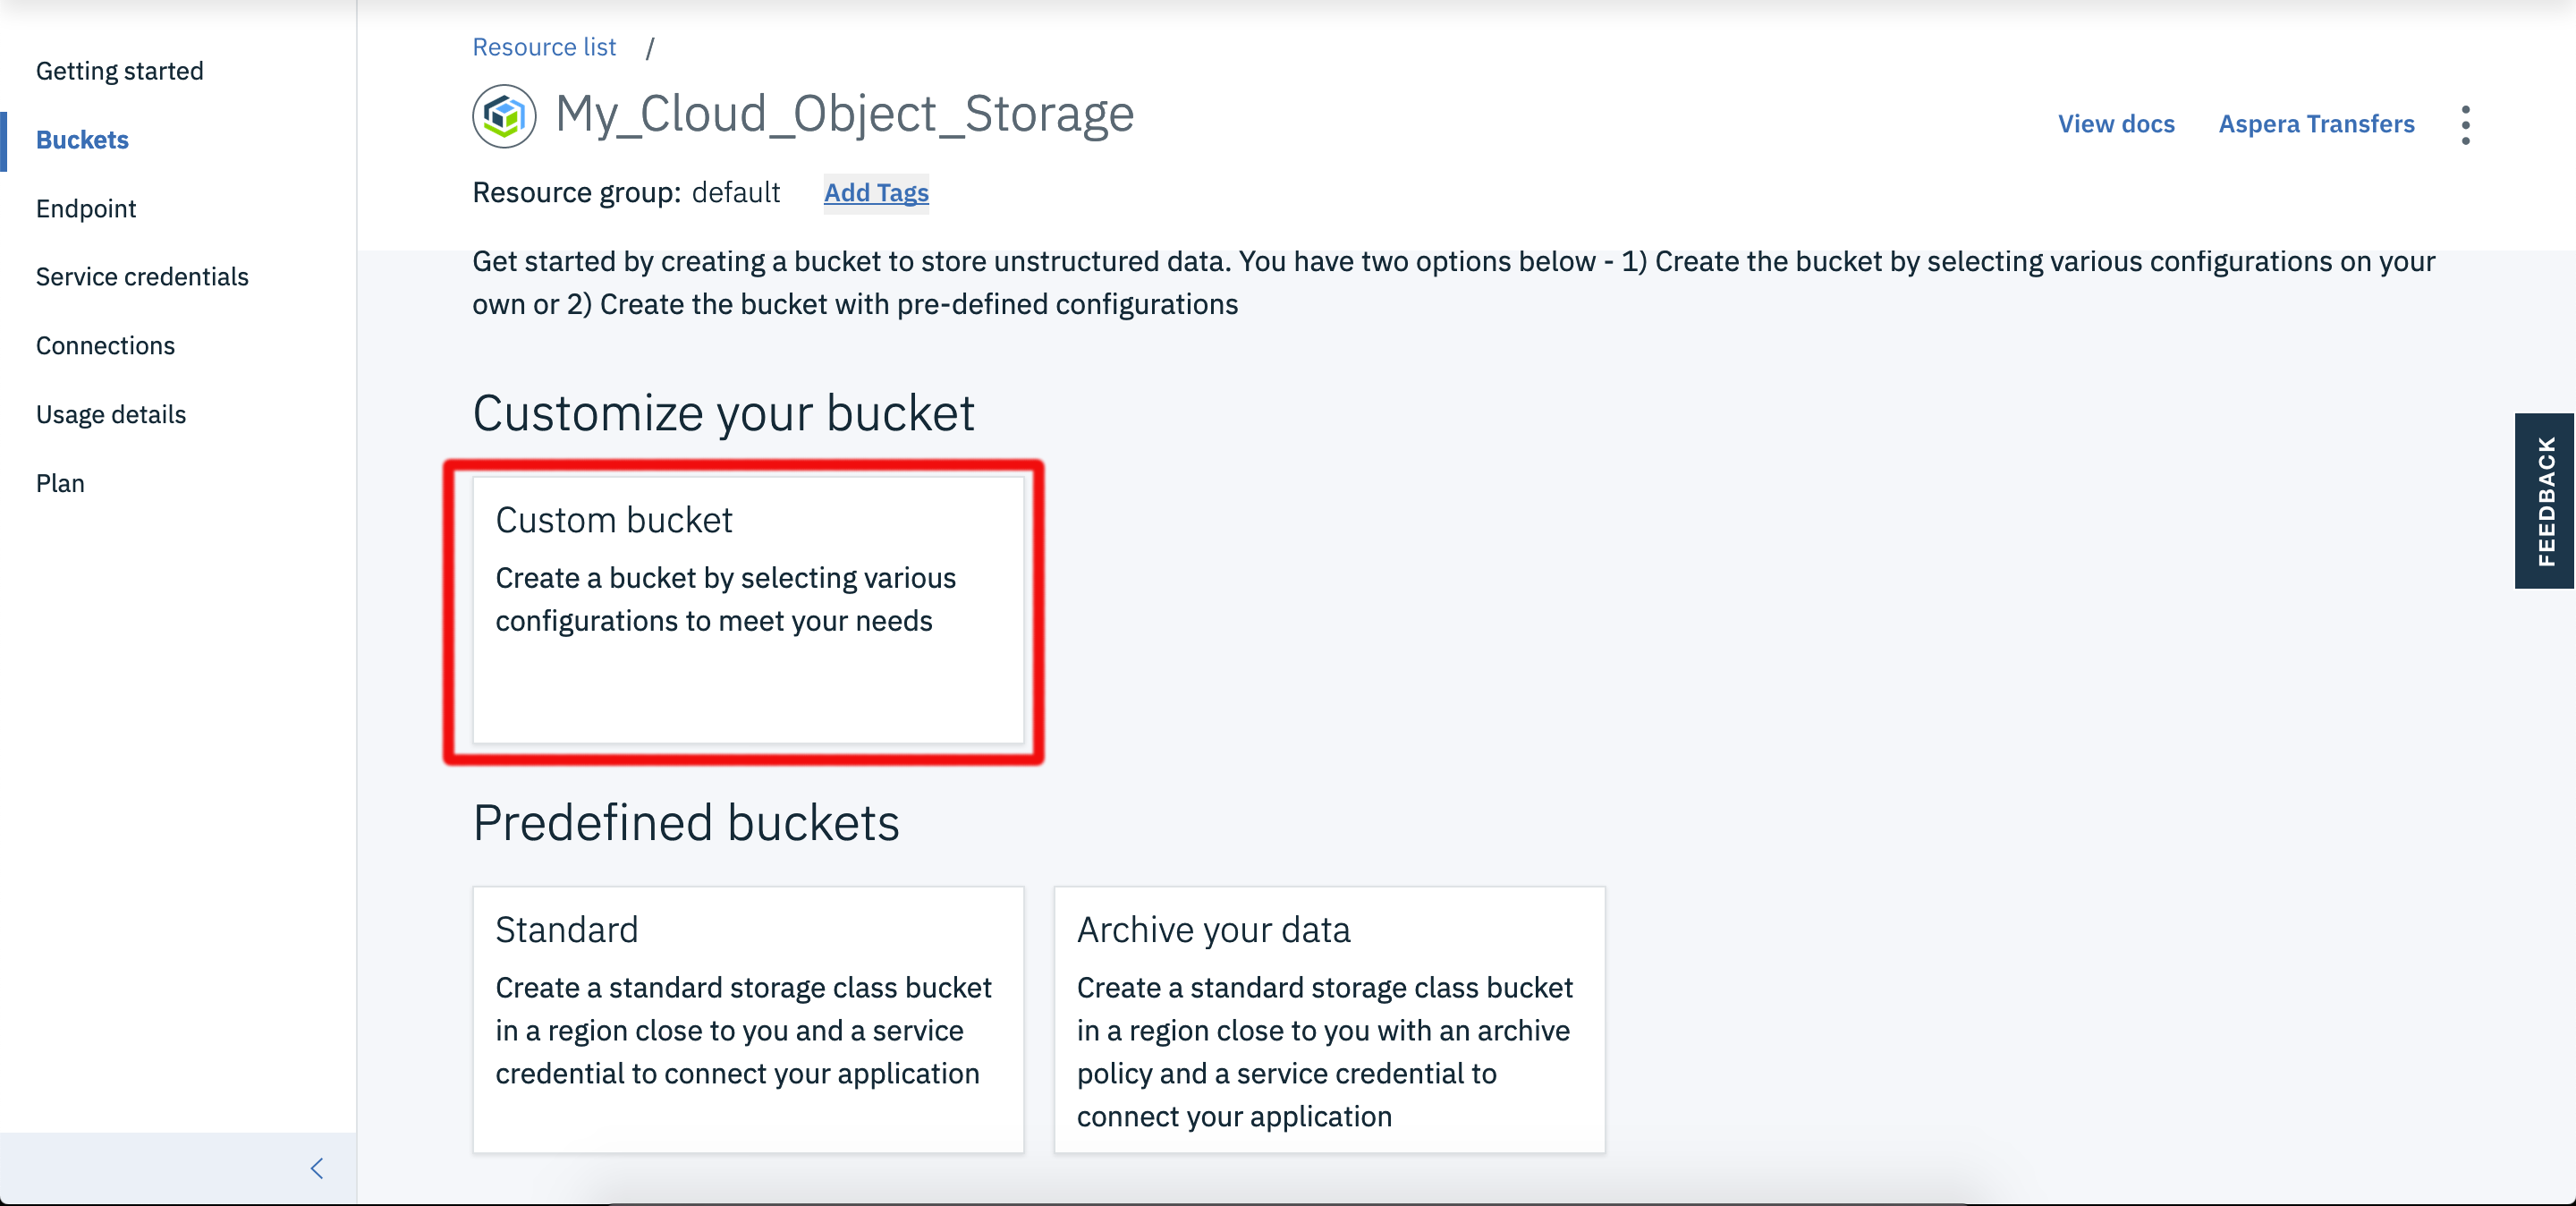 Getting started
Buckets
Endpoint
Service credentials
Connections
Usage details
Plan
Resource list /
My_Cloud_Object_Storage
View docs Aspera Transfers
Resource group: default Add Tags
Get started by creating a bucket to store unstructured data. You have two options below - 1) Create the bucket by selecting various configurations on your
own or 2) Create the bucket with pre-defined configurations
Customize your bucket
Custom bucket
Create a bucket by selecting various
configurations to meet your needs
Predefined buckets
Standard
Create a standard storage class bucket
in a region close to you and a service
credential to connect your application
Archive your data
Create a standard storage class bucket
in a region close to you with an archive
policy and a service credential to
connect your application
FEEDBACK